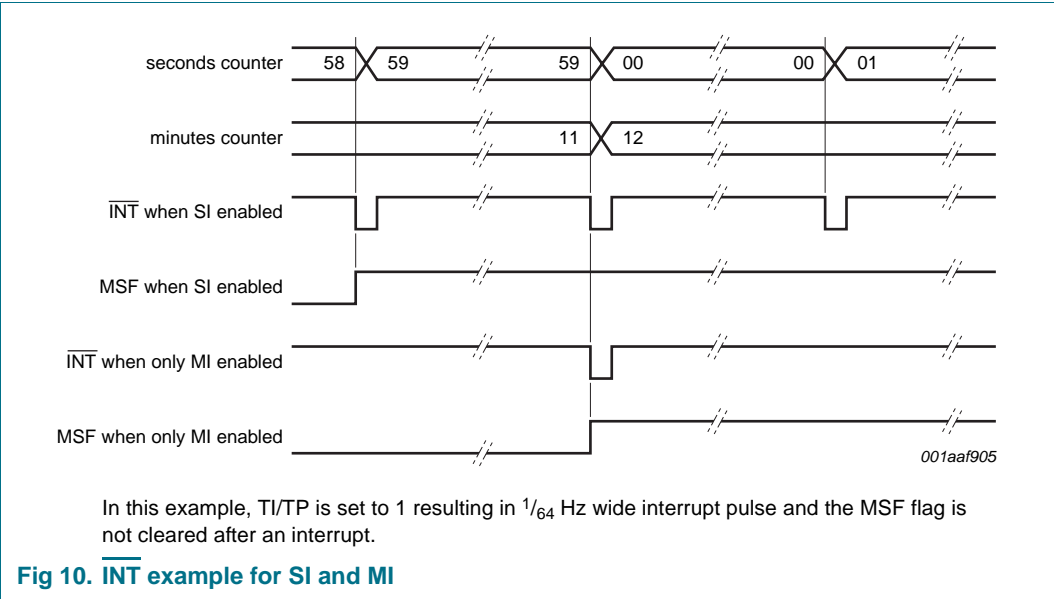 seconds counter 58 59 59 00 00 01
minutes counter 11 12
INT when SI enabled
MSF when SI enabled
INT when only MI enabled
MSF when only MI enabled
001aaf905
In this example, TI/TP is set to 1 resulting in 1/64 Hz wide interrupt pulse and the MSF flag is
not cleared after an interrupt.
Fig 10. INT example for SI and MI